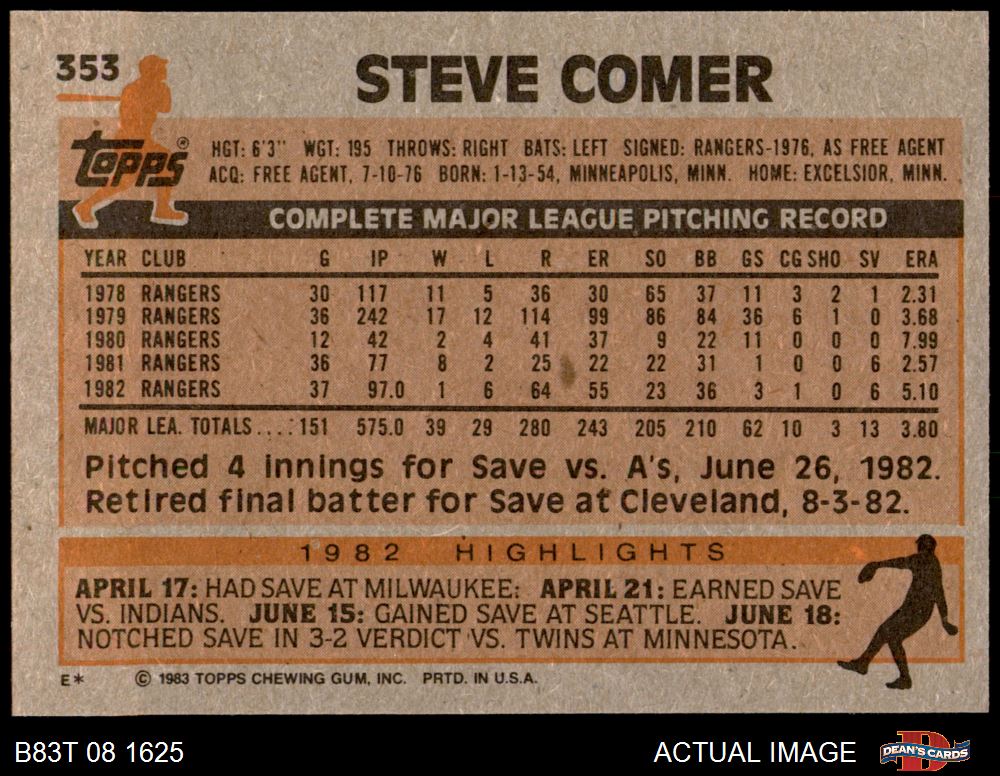 353
STEVE COMER
Topps®
HGT: 6'3" WGT: 195 THROWS: RIGHT BATS: LEFT SIGNED: RANGERS-1976, AS FREE AGENT
ACQ: FREE AGENT, 7-10-76 BORN: 1-13-54, MINNEAPOLIS, MINN. HOME: EXCELSIOR, MINN.
COMPLETE MAJOR LEAGUE PITCHING RECORD
YEAR CLUB G IP W L R ER SO BB GS CG SHO SV ERA
1978 RANGERS 30 117 11 5 36 30 65 37 11 3 2 1 2.31
1979 RANGERS 36 242 17 12 114 99 86 84 36 6 1 0 3.68
1980 RANGERS 12 42 2 4 41 37 9 22 11 0 0 0 7.99
1981 RANGERS 36 77 8 2 25 22 22 31 1 0 0 6 2.57
1982 RANGERS 37 97.0 1 6 64 55 23 36 3 1 0 6 5.10
MAJOR LEA. TOTALS....151 575.0 39 29 280 243 205 210 62 10 3 13 3.80
Pitched 4 innings for Save vs. A's, June 26, 1982.
Retired final batter for Save at Cleveland, 8-3-82.
1982 HIGHLIGHTS
APRIL 17: HAD SAVE AT MILWAUKEE: APRIL 21: EARNED SAVE
VS. INDIANS. JUNE 15: GAINED SAVE AT SEATTLE. JUNE 18:
NOTCHED SAVE IN 3-2 VERDICT VS. TWINS AT MINNESOTA.
E* © 1983 TOPPS CHEWING GUM, INC. PRTD. IN U.S.A.
B83T 08 1625
ACTUAL IMAGE
D
DEAN'S CARDS